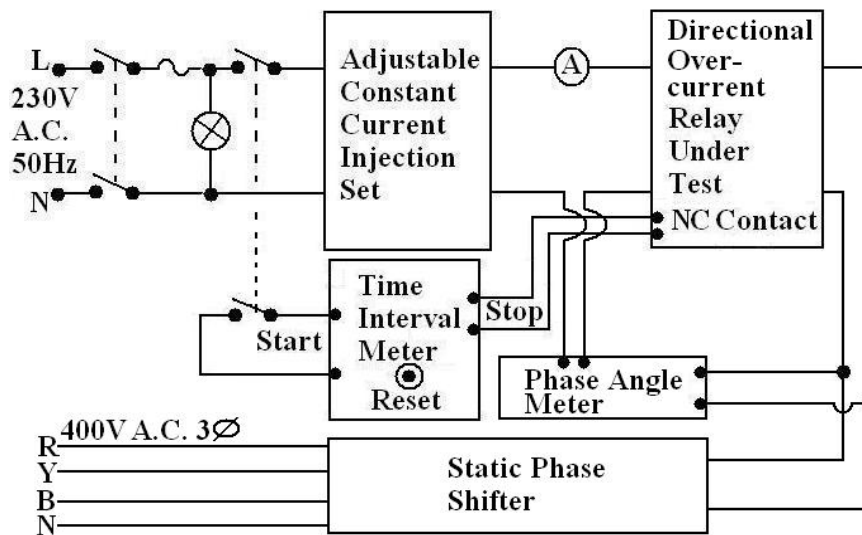 L
230V
A.C.
50Hz
N
Adjustable
Constant
Current
Injection
Set
A
Directional
Over-
current
Relay
Under
Test
NC Contact
Time
Interval
Meter
Reset
Start
Stop
Phase Angle
Meter
400V A.C. 3∅
R
Y
B
N
Static Phase
Shifter